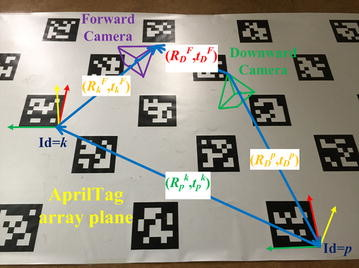 Forward
Camera
(R_D^F,t_D^F)
Downward
Camera
(R_k^F,t_k^F)
Id=k
(R_D^p,t_D^p)
(R_p^k,t_p^k)
AprilTag
array plane
Id=p